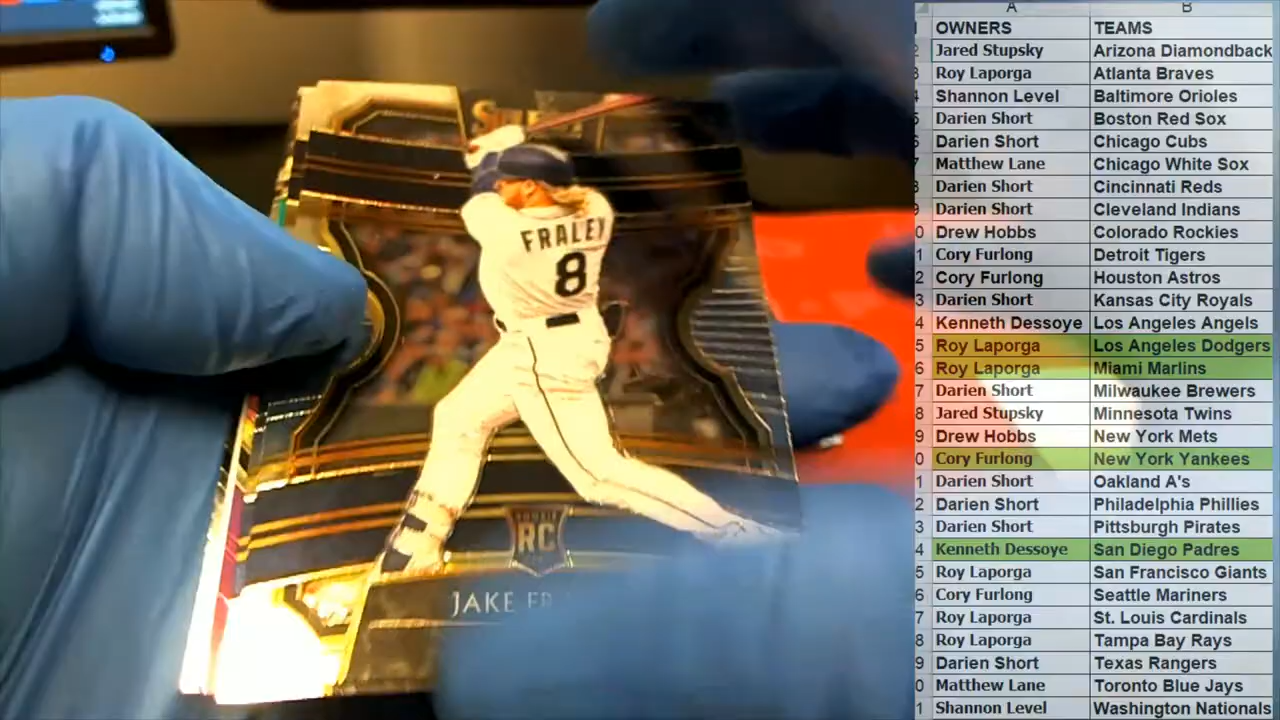 FRALEY
8
ROOKIE
RC
JAKE
A B
OWNERS TEAMS
Jared Stupsky Arizona Diamondback
Roy Laporga Atlanta Braves
Shannon Level Baltimore Orioles
Darien Short Boston Red Sox
Darien Short Chicago Cubs
Matthew Lane Chicago White Sox
Darien Short Cincinnati Reds
Darien Short Cleveland Indians
Drew Hobbs Colorado Rockies
Cory Furlong Detroit Tigers
Cory Furlong Houston Astros
Darien Short Kansas City Royals
Kenneth Dessoye Los Angeles Angels
Roy Laporga Los Angeles Dodgers
Roy Laporga Miami Marlins
Darien Short Milwaukee Brewers
Jared Stupsky Minnesota Twins
Drew Hobbs New York Mets
Cory Furlong New York Yankees
Darien Short Oakland A's
Darien Short Philadelphia Phillies
Darien Short Pittsburgh Pirates
Kenneth Dessoye San Diego Padres
Roy Laporga San Francisco Giants
Cory Furlong Seattle Mariners
Roy Laporga St. Louis Cardinals
Roy Laporga Tampa Bay Rays
Darien Short Texas Rangers
Matthew Lane Toronto Blue Jays
Shannon Level Washington Nationals